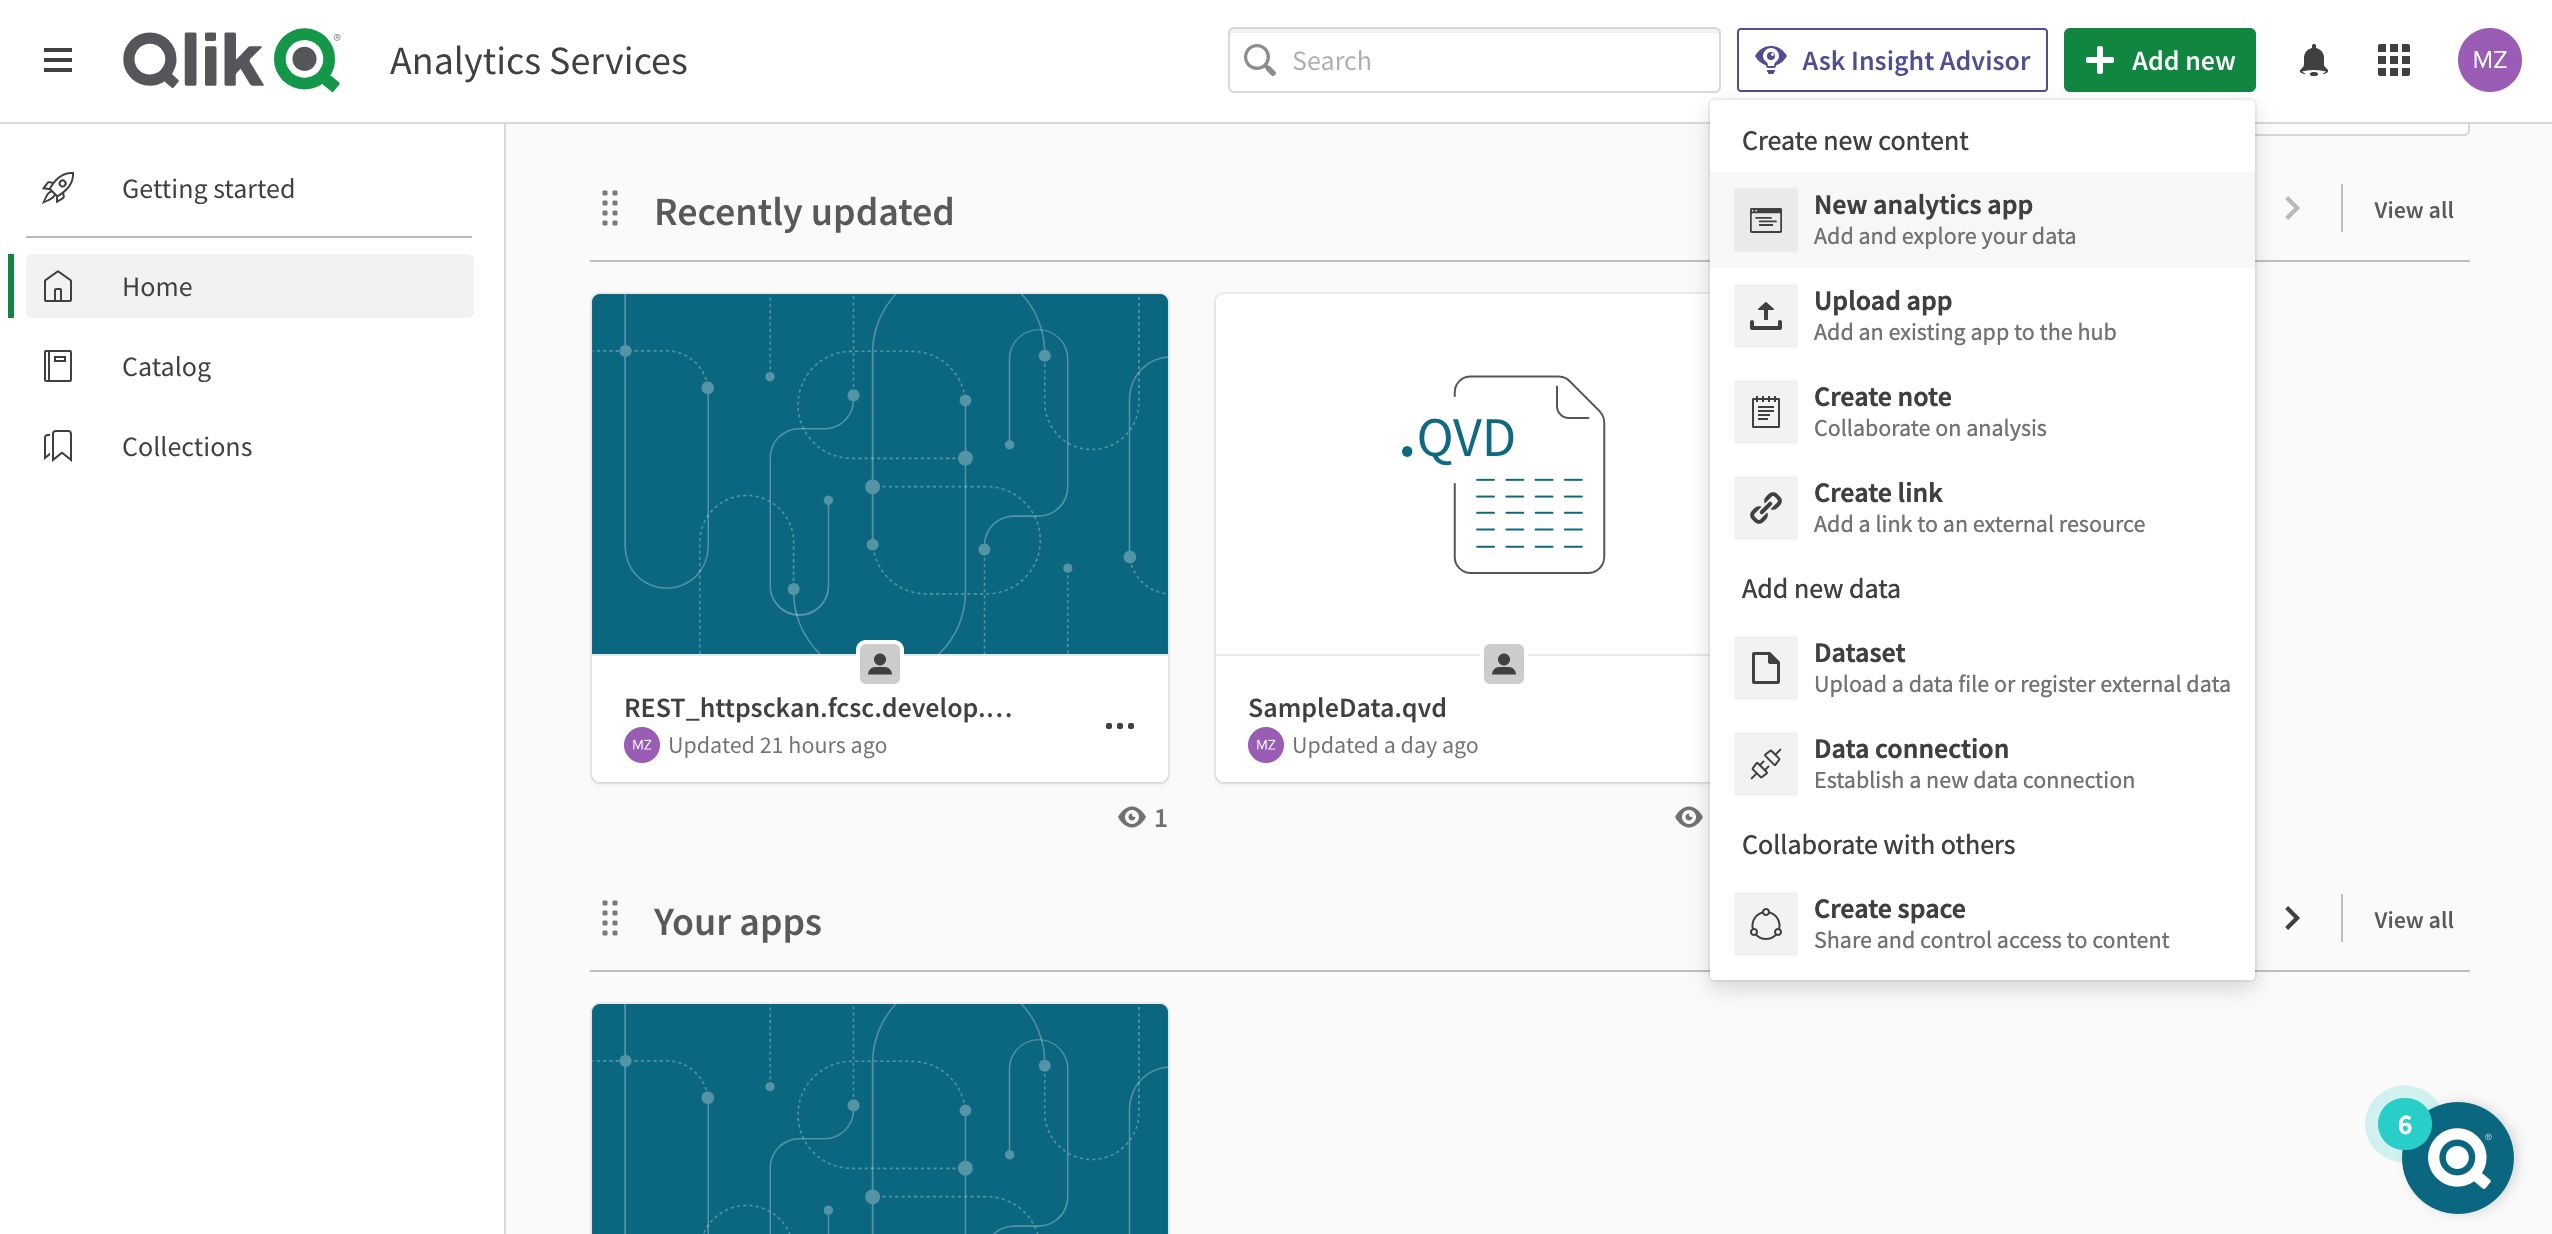 Qlik
Analytics Services
Search
Ask Insight Advisor
Add new
MZ
Getting started
Home
Catalog
Collections
Recently updated
View all
.QVD
REST_httpsckan.fcsc.develop....
MZ Updated 21 hours ago
1
SampleData.qvd
MZ Updated a day ago
Your apps
View all
Create new content
New analytics app
Add and explore your data
Upload app
Add an existing app to the hub
Create note
Collaborate on analysis
Create link
Add a link to an external resource
Add new data
Dataset
Upload a data file or register external data
Data connection
Establish a new data connection
Collaborate with others
Create space
Share and control access to content
6